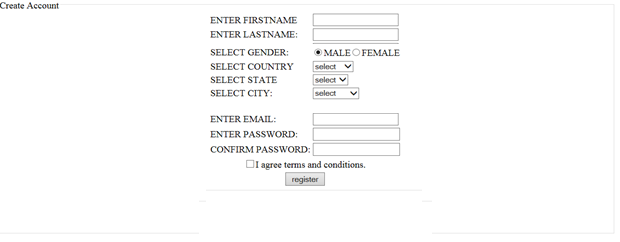 Create Account
ENTER FIRSTNAME
ENTER LASTNAME:
SELECT GENDER: MALE FEMALE
SELECT COUNTRY select
SELECT STATE select
SELECT CITY: select
ENTER EMAIL:
ENTER PASSWORD:
CONFIRM PASSWORD:
I agree terms and conditions.
register